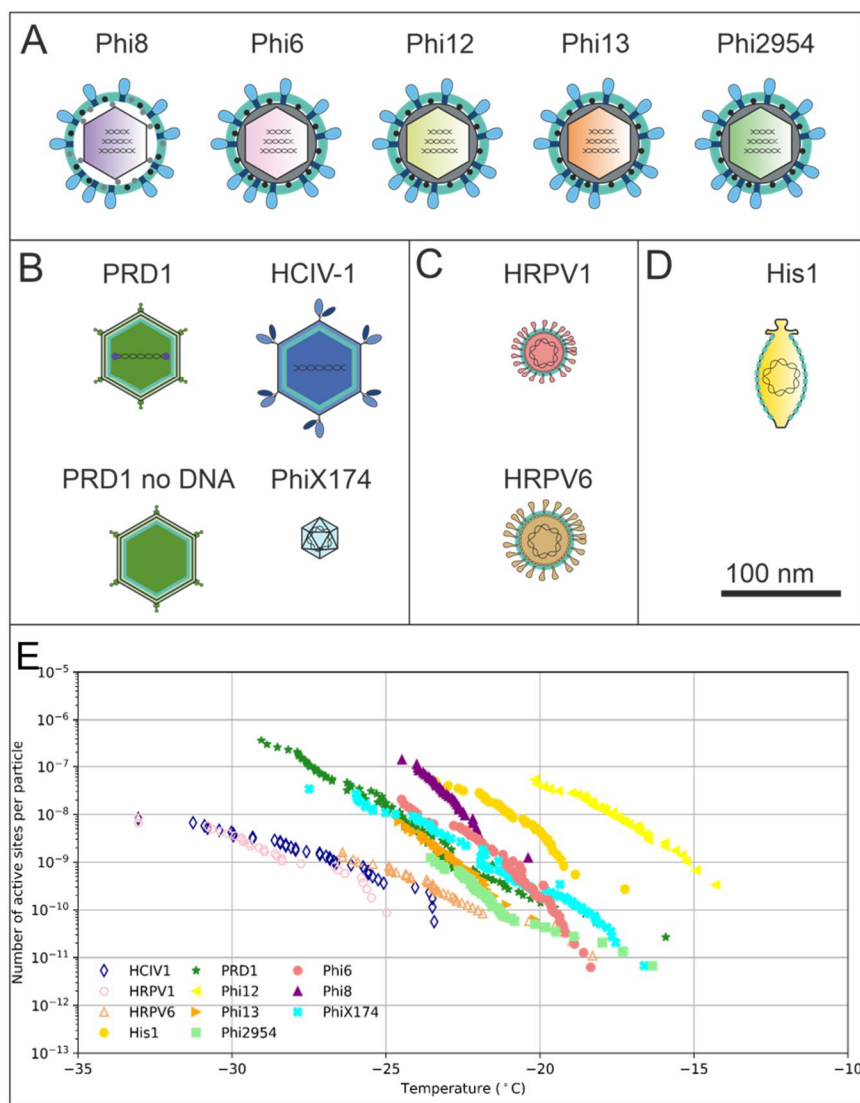 A
Phi8 Phi6 Phi12 Phi13 Phi2954
B
PRD1 HCIV-1
PRD1 no DNA PhiX174
C
HRPV1
HRPV6
D
His1
100 nm
E
Number of active sites per particle
10⁻⁵
10⁻⁶
10⁻⁷
10⁻⁸
10⁻⁹
10⁻¹⁰
10⁻¹¹
10⁻¹²
10⁻¹³
HCIV1 PRD1 Phi6
HRPV1 Phi12 Phi8
HRPV6 Phi13 PhiX174
His1 Phi2954
−35 −30 −25 −20 −15 −10
Temperature (°C)